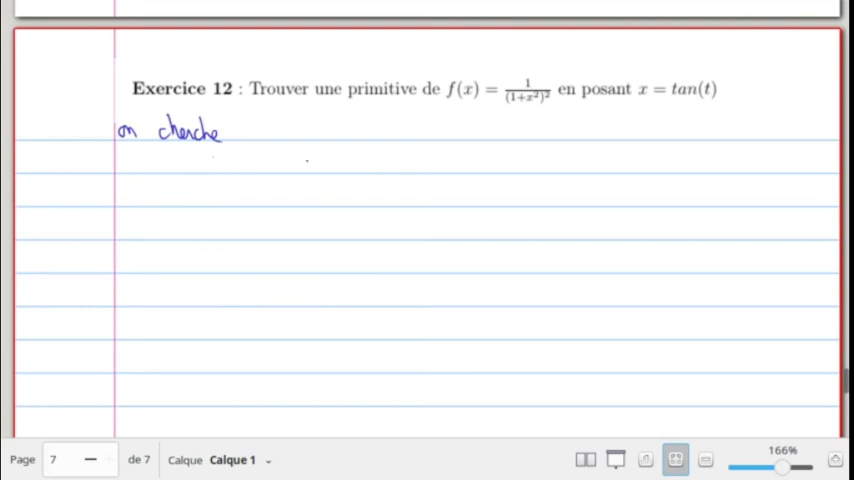 Exercice 12 : Trouver une primitive de f(x) = 1/(1+x²)² en posant x = tan(t)
on cherche
Page 7 de 7 Calque Calque 1 166%